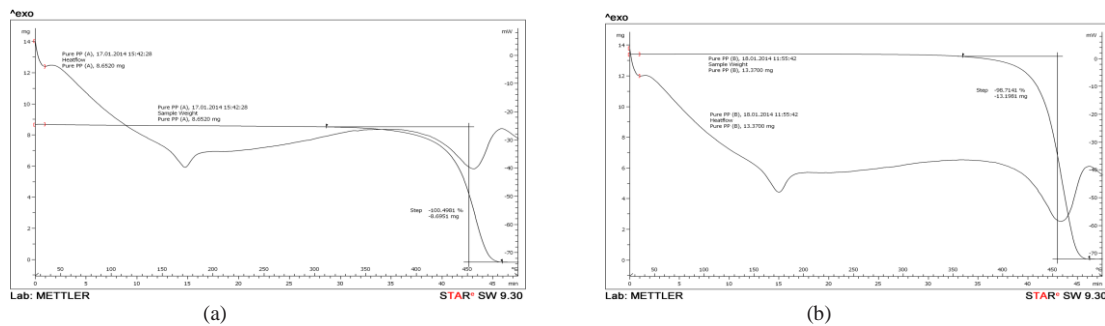 ^exo
mg
mW
Pure PP (A), 17.01.2014 15:42:28
Heatflow
Pure PP (A), 8.6520 mg
Pure PP (A), 17.01.2014 15:42:28
Sample Weight
Pure PP (A), 8.6520 mg
Step -100.4981 %
-8.6951 mg
14
12
10
8
6
4
2
0
0
-10
-20
-30
-40
-50
-60
-70
50 100 150 200 250 300 350 400 450 °C
0 5 10 15 20 25 30 35 40 45 min
Lab: METTLER
STARe SW 9.30
(a)
^exo
mg
mW
Pure PP (B), 18.01.2014 11:55:42
Sample Weight
Pure PP (B), 13.3700 mg
Pure PP (B), 18.01.2014 11:55:42
Heatflow
Pure PP (B), 13.3700 mg
Step -98.7141 %
-13.1981 mg
14
12
10
8
6
4
2
0
0
-10
-20
-30
-40
-50
-60
-70
50 100 150 200 250 300 350 400 450
0 5 10 15 20 25 30 35 40 45 min
Lab: METTLER
STARe SW 9.30
(b)